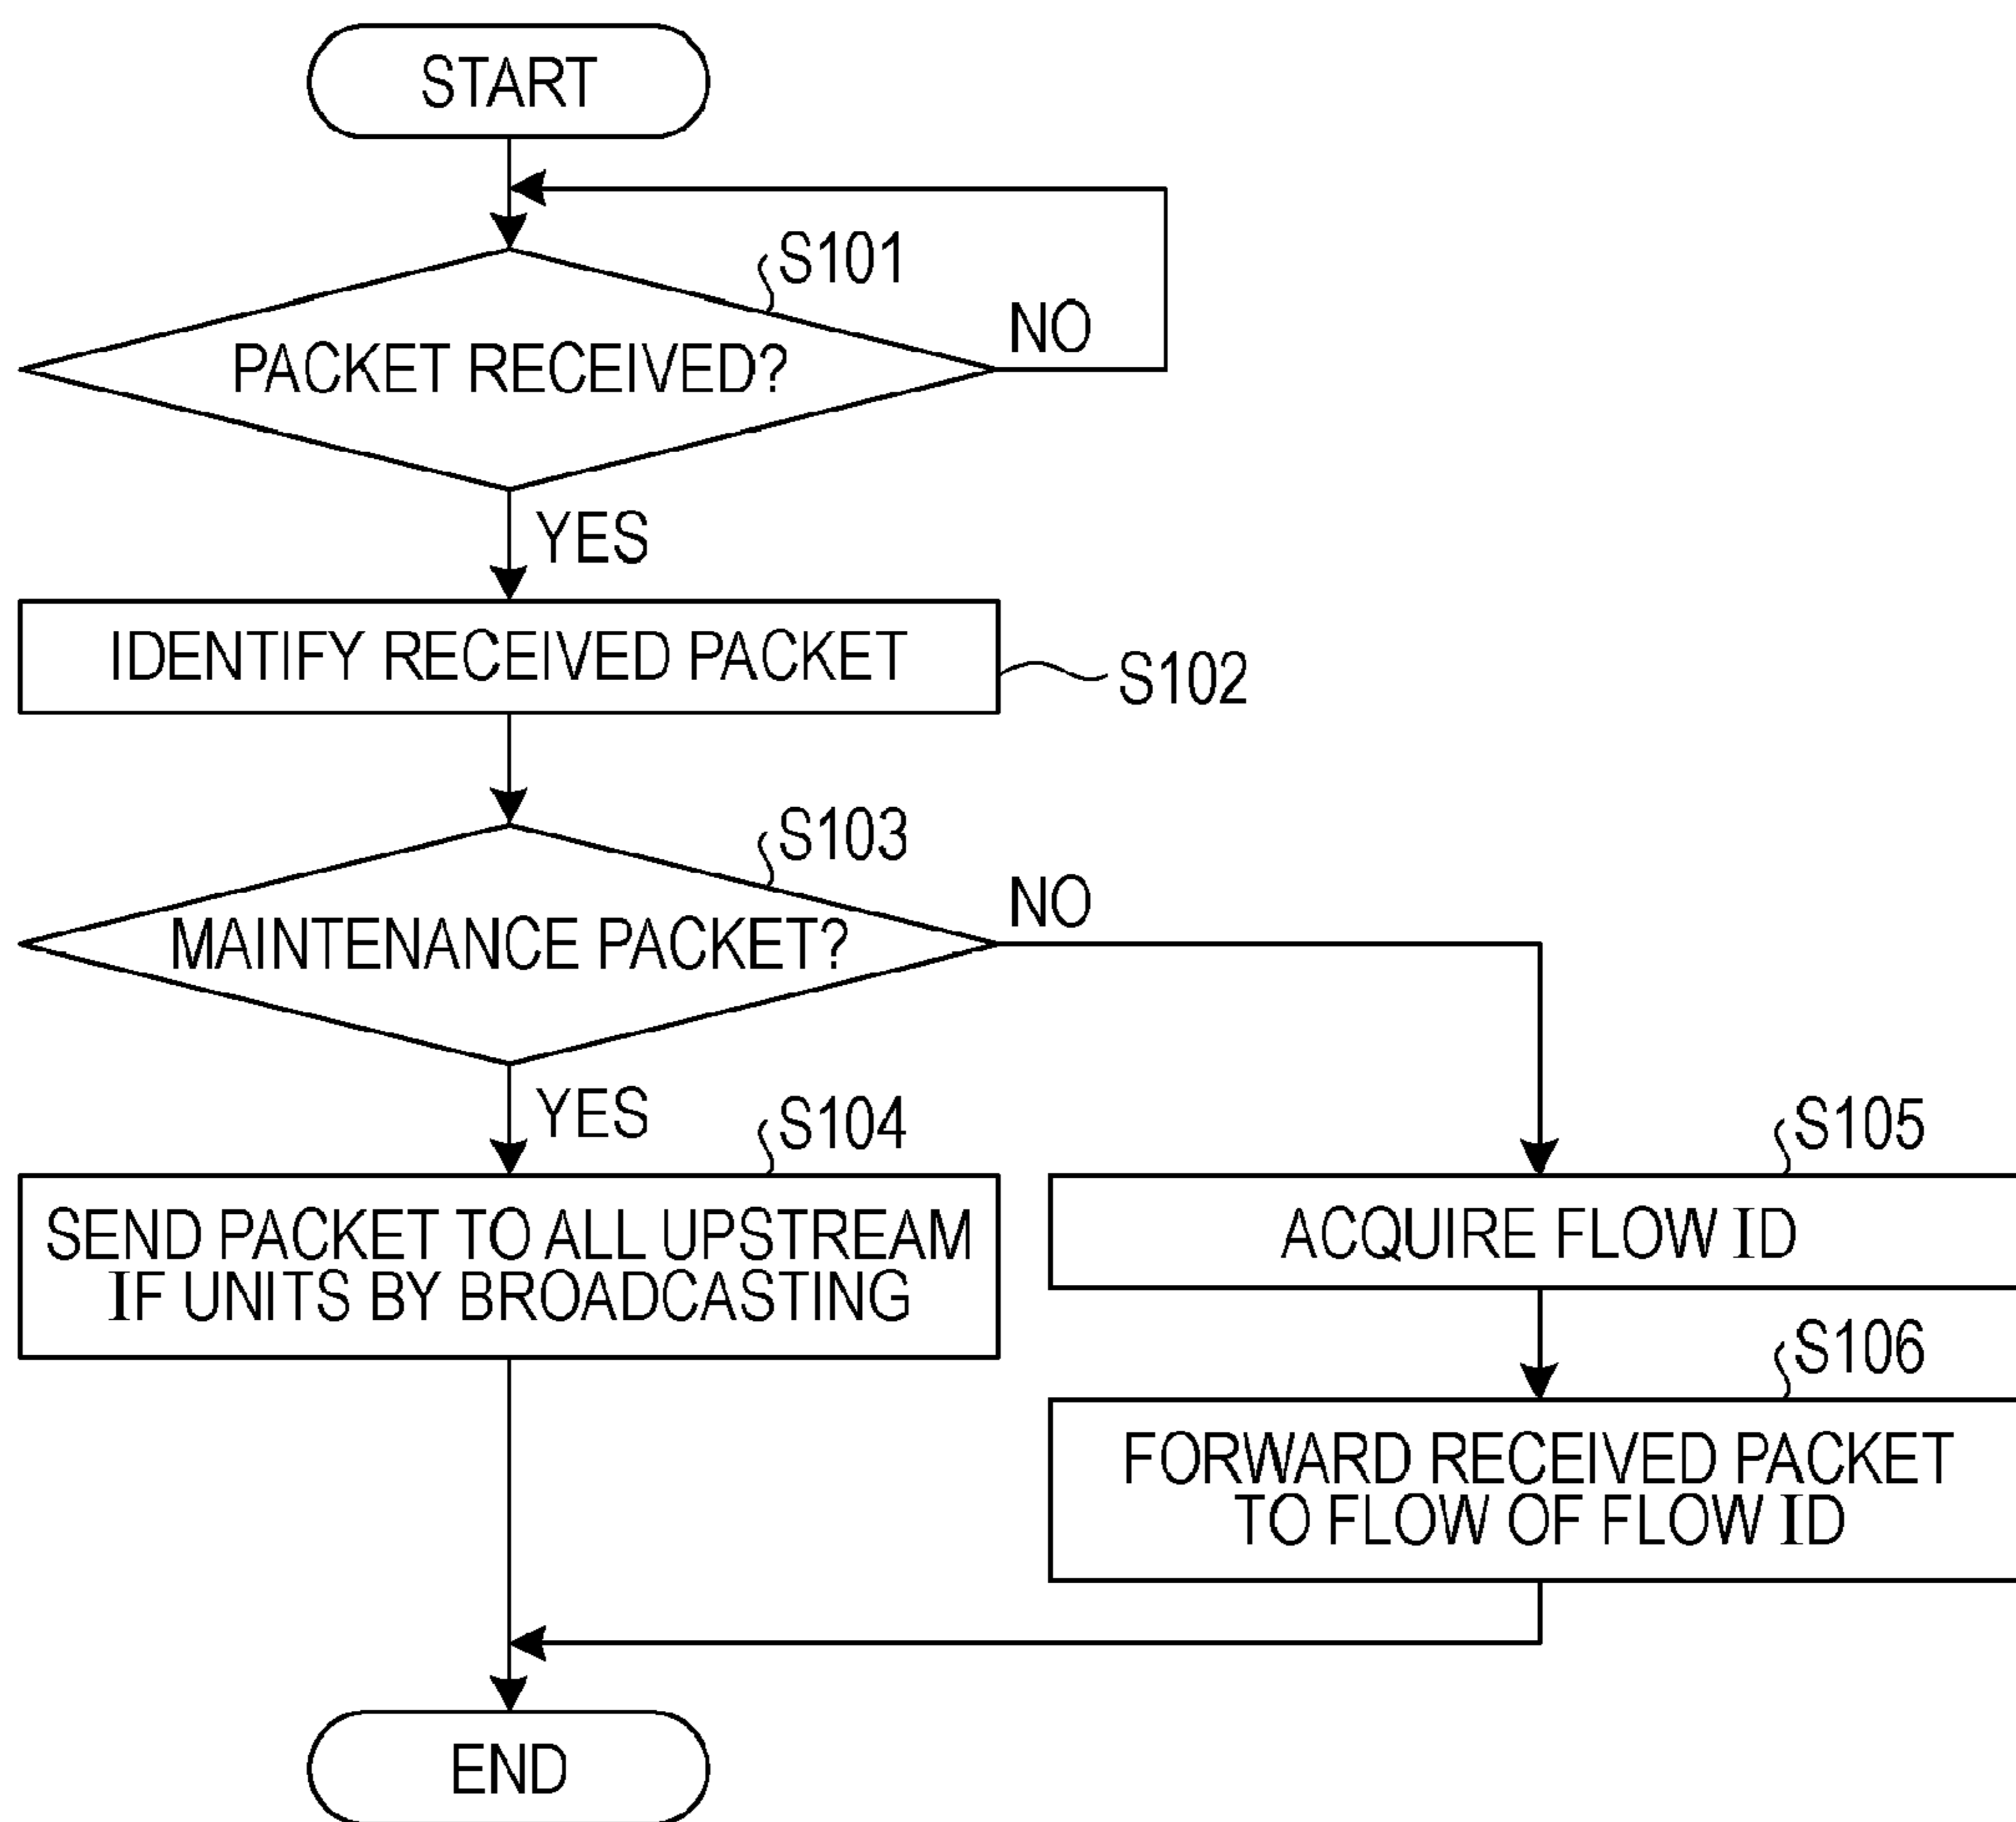 START
S101
PACKET RECEIVED?
NO
YES
IDENTIFY RECEIVED PACKET
S102
S103
MAINTENANCE PACKET?
NO
YES
S104
SEND PACKET TO ALL UPSTREAM
IF UNITS BY BROADCASTING
S105
ACQUIRE FLOW ID
S106
FORWARD RECEIVED PACKET
TO FLOW OF FLOW ID
END